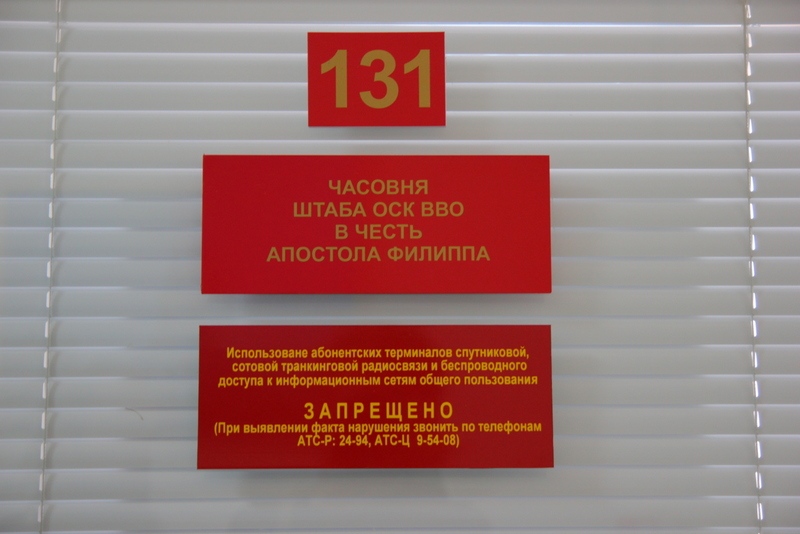 131
ЧАСОВНЯ
ШТАБА ОСК ВВО
В ЧЕСТЬ
АПОСТОЛА ФИЛИППА
Использоване абонентских терминалов спутниковой,
сотовой транкинговой радиосвязи и беспроводного
доступа к информационным сетям общего пользования
ЗАПРЕЩЕНО
(При выявлении факта нарушения звонить по телефонам
АТС-Р: 24-94, АТС-Ц 9-54-08)